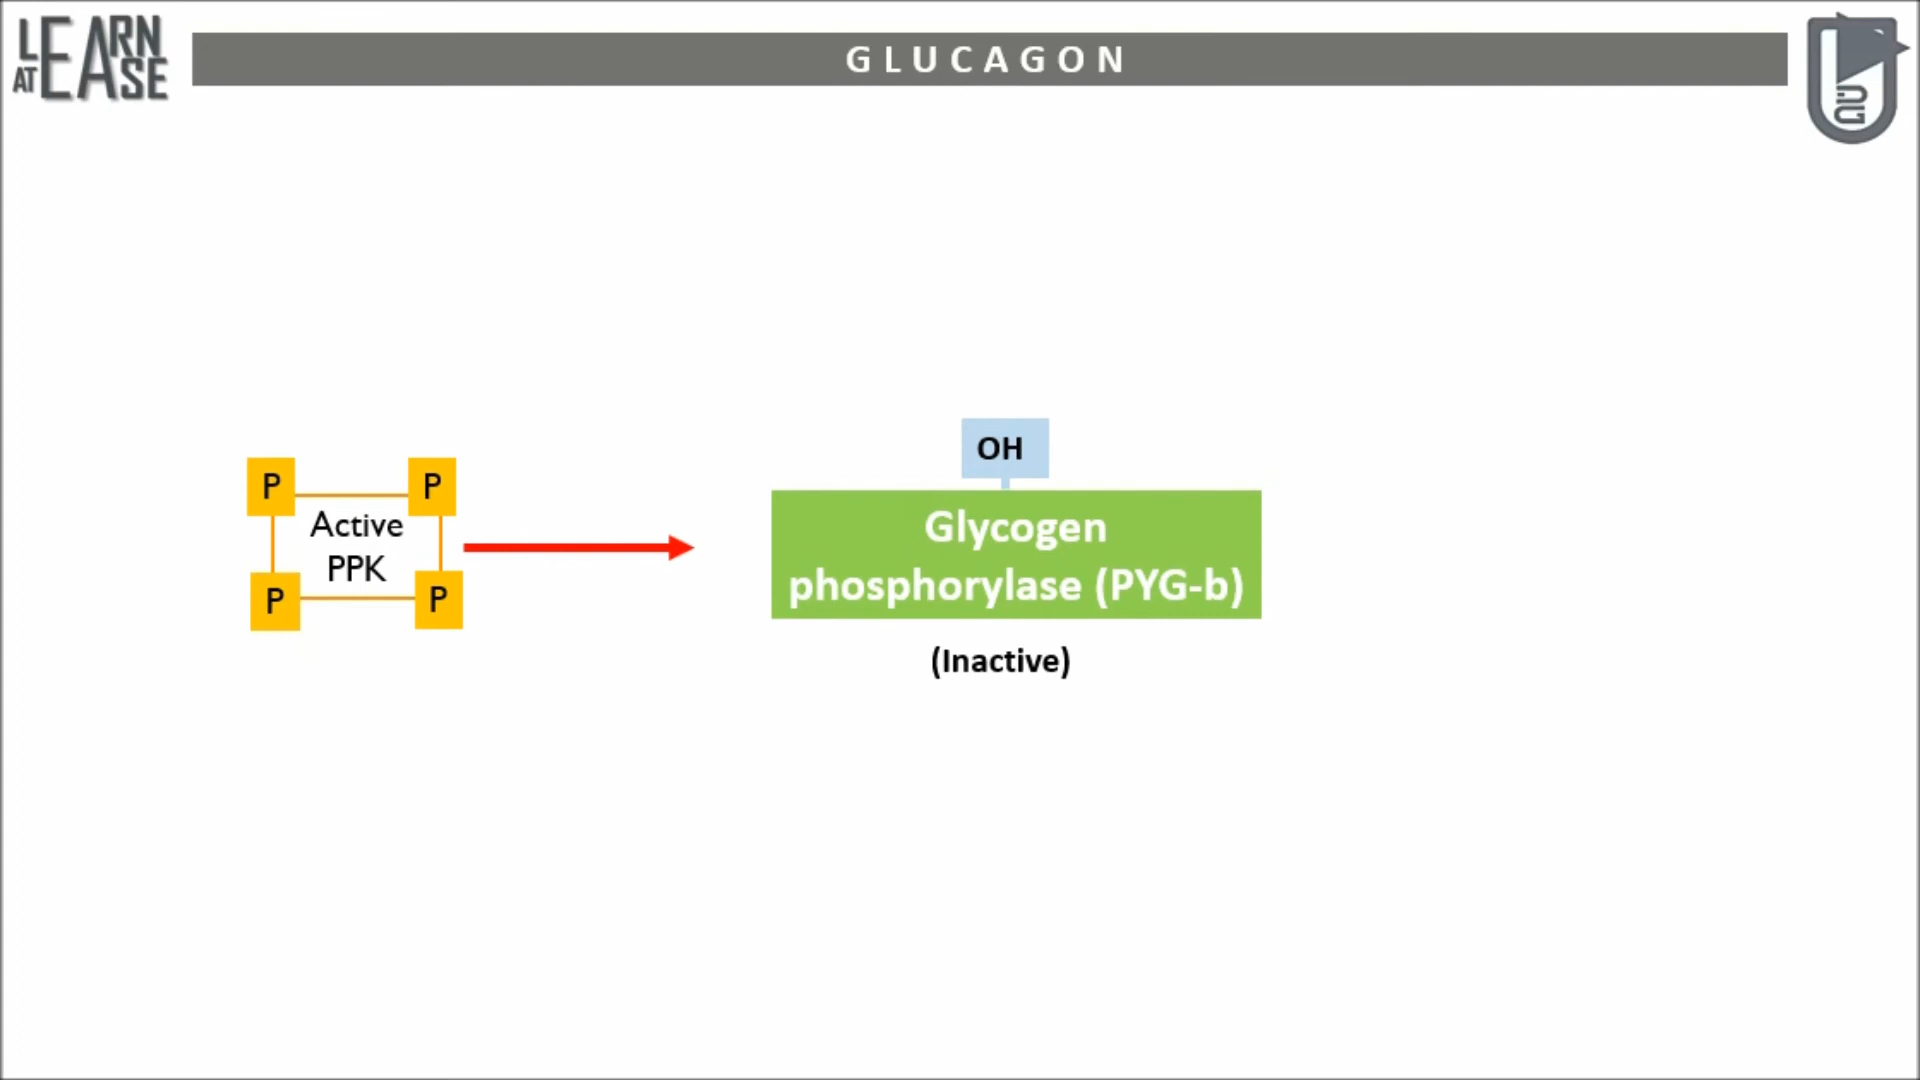 LEARN
AT EASE
GLUCAGON
OH
P
P
Active
PPK
P
P
Glycogen
phosphorylase (PYG-b)
(Inactive)